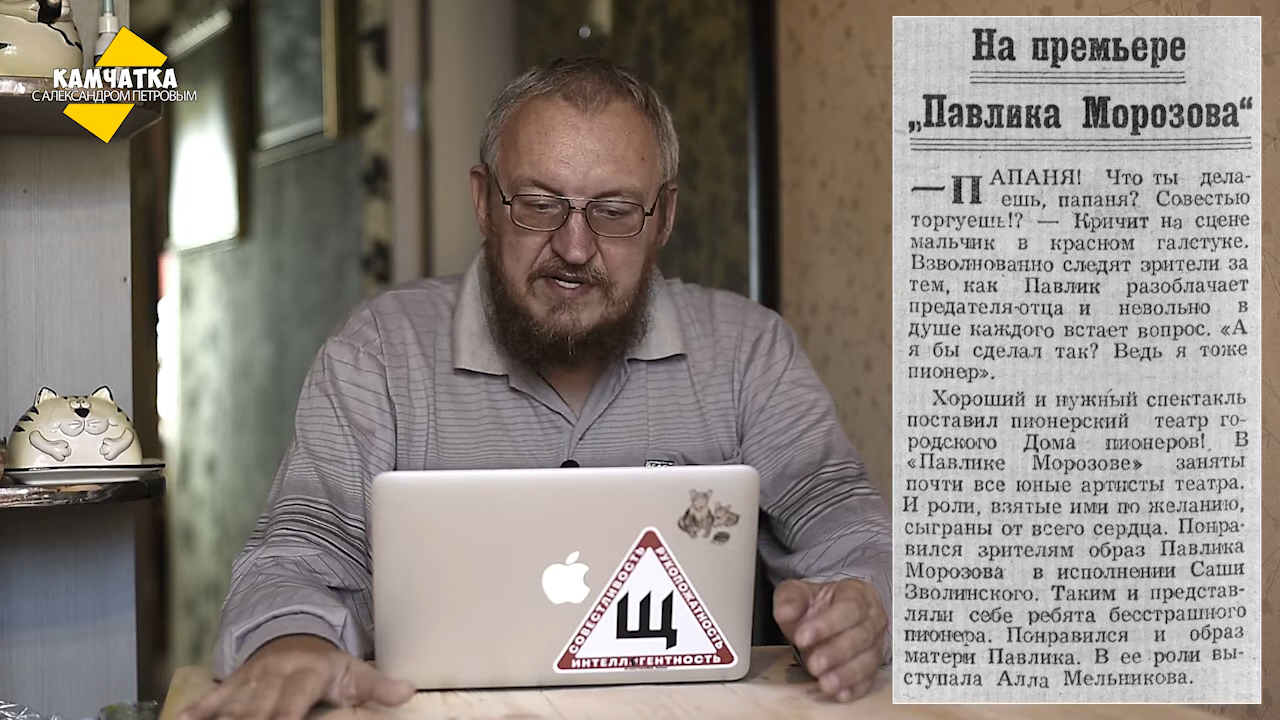 КАМЧАТКА
С АЛЕКСАНДРОМ ПЕТРОВЫМ
На премьере
„Павлика Морозова“
— ПАПАНЯ! Что ты дела-
ешь, папаня? Совестью
торгуешь!? — Кричит на сцене
мальчик в красном галстуке.
Взволнованно следят зрители за
тем, как Павлик разоблачает
предателя-отца и невольно в
душе каждого встает вопрос. «А
я бы сделал так? Ведь я тоже
пионер».
Хороший и нужный спектакль
поставил пионерский театр го-
родского Дома пионеров! В
«Павлике Морозове» заняты
почти все юные артисты театра.
И роли, взятые ими по желанию,
сыграны от всего сердца. Понра-
вился зрителям образ Павлика
Морозова в исполнении Саши
Зволинского. Таким и представ-
ляли себе ребята бесстрашного
пионера. Понравился и образ
матери Павлика. В ее роли вы-
ступала Алла Мельникова.
СОВЕСТЛИВОСТЬ
РУКОПОЖАТНОСТЬ
Щ
ИНТЕЛЛИГЕНТНОСТЬ